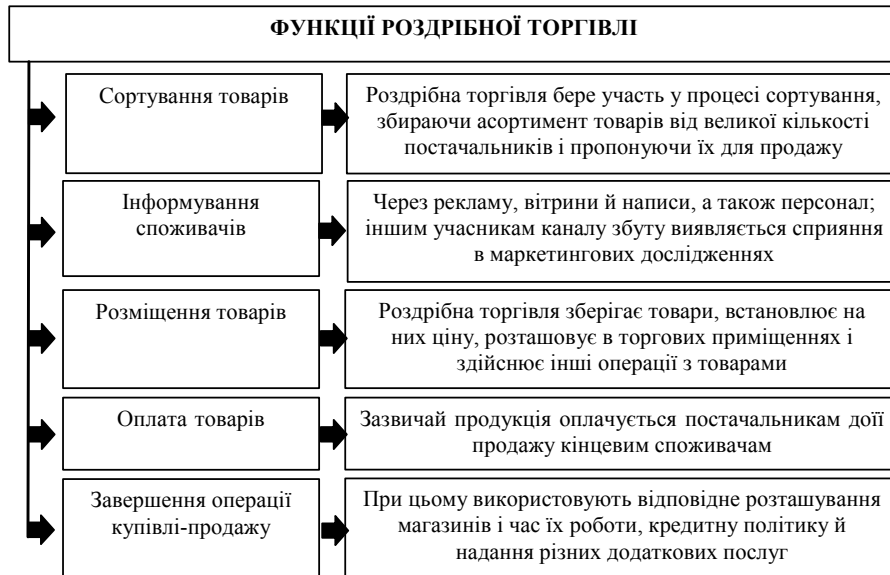 ФУНКЦІЇ РОЗДРІБНОЇ ТОРГІВЛІ
Сортування товарів
Роздрібна торгівля бере участь у процесі сортування,
збираючи асортимент товарів від великої кількості
постачальників і пропонуючи їх для продажу
Інформування
споживачів
Через рекламу, вітрини й написи, а також персонал;
іншим учасникам каналу збуту виявляється сприяння
в маркетингових дослідженнях
Розміщення товарів
Роздрібна торгівля зберігає товари, встановлює на
них ціну, розташовує в торгових приміщеннях і
здійснює інші операції з товарами
Оплата товарів
Зазвичай продукція оплачується постачальникам доїї
продажу кінцевим споживачам
Завершення операції
купівлі-продажу
При цьому використовують відповідне розташування
магазинів і час їх роботи, кредитну політику й
надання різних додаткових послуг